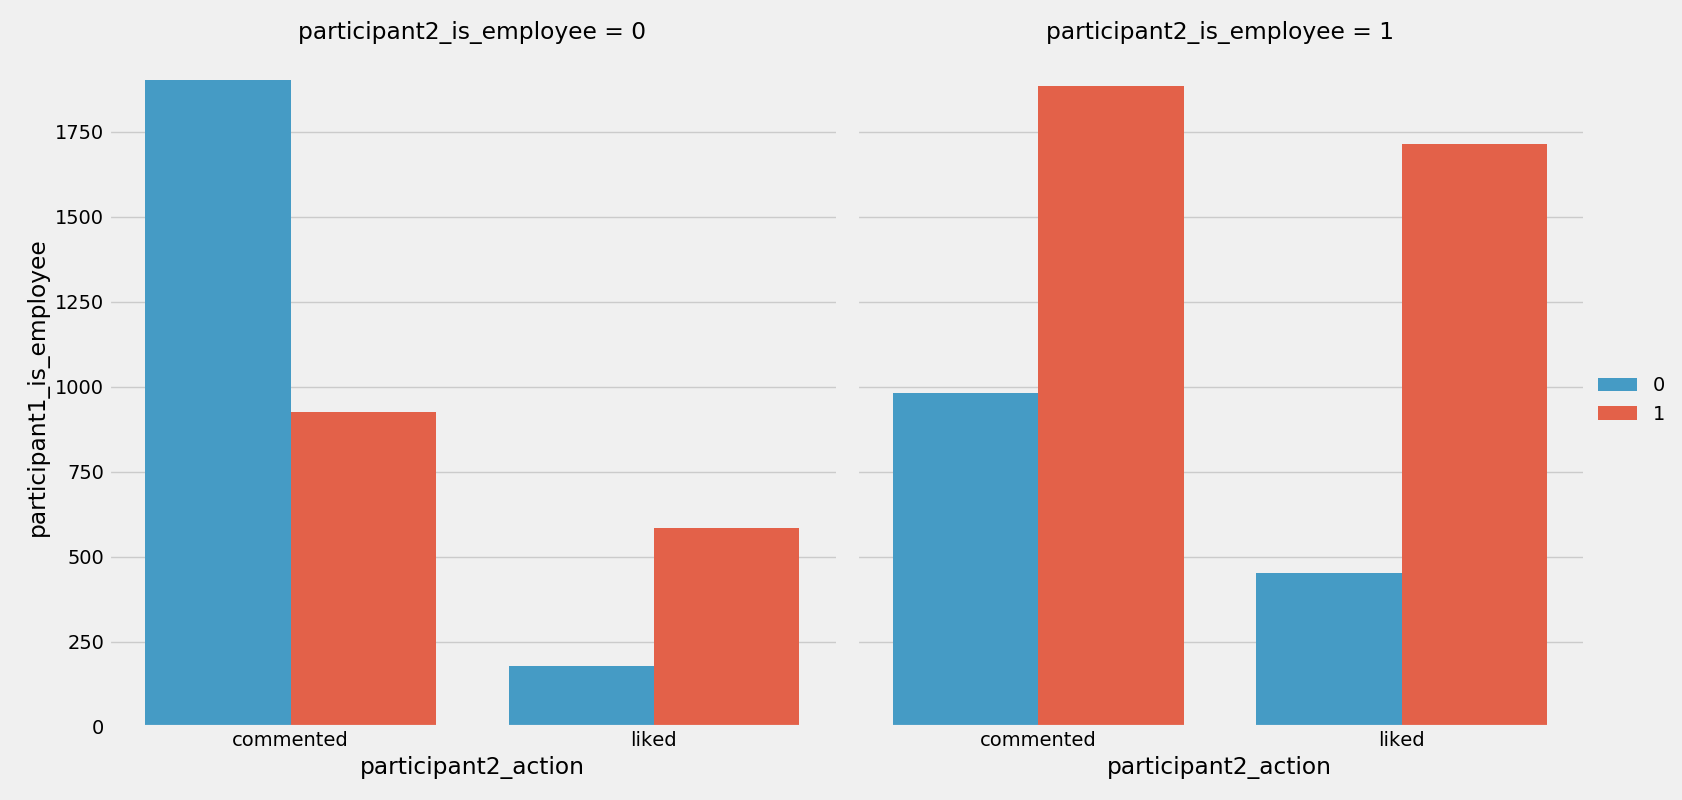 participant2_is_employee = 0
participant2_is_employee = 1
participant1_is_employee
1750
1500
1250
1000
750
500
250
0
commented
liked
commented
liked
participant2_action
participant2_action
0
1